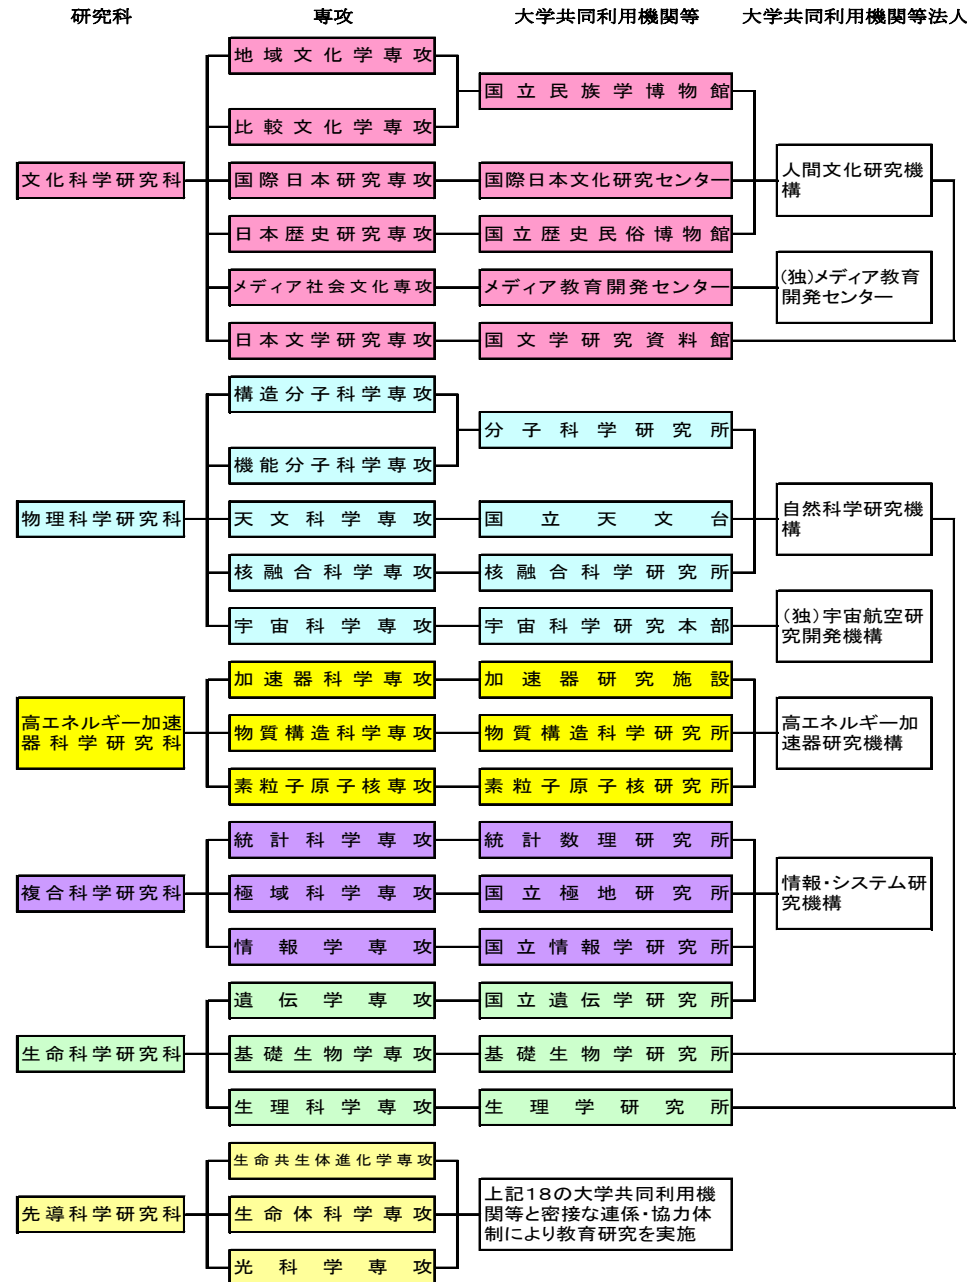 研究科 専攻 大学共同利用機関等 大学共同利用機関等法人
地域文化学専攻
国立民族学博物館
比較文化学専攻
文化科学研究科
国際日本研究専攻
国際日本文化研究センター
人間文化研究機
構
日本歴史研究専攻
国立歴史民俗博物館
メディア社会文化専攻
メディア教育開発センター
(独)メディア教育
開発センター
日本文学研究専攻
国文学研究資料館
構造分子科学専攻
分子科学研究所
機能分子科学専攻
物理科学研究科
天文科学専攻
国立天文台
自然科学研究機
構
核融合科学専攻
核融合科学研究所
宇宙科学専攻
宇宙科学研究本部
(独)宇宙航空研
究開発機構
加速器科学専攻
加速器研究施設
高エネルギー加速
器科学研究科
物質構造科学専攻
物質構造科学研究所
高エネルギー加
速器研究機構
素粒子原子核専攻
素粒子原子核研究所
統計科学専攻
統計数理研究所
複合科学研究科
極域科学専攻
国立極地研究所
情報・システム研
究機構
情報学専攻
国立情報学研究所
遺伝学専攻
国立遺伝学研究所
生命科学研究科
基礎生物学専攻
基礎生物学研究所
生理科学専攻
生理学研究所
生命共生体進化学専攻
先導科学研究科
生命体科学専攻
上記18の大学共同利用機
関等と密接な連係・協力体
制により教育研究を実施
光科学専攻